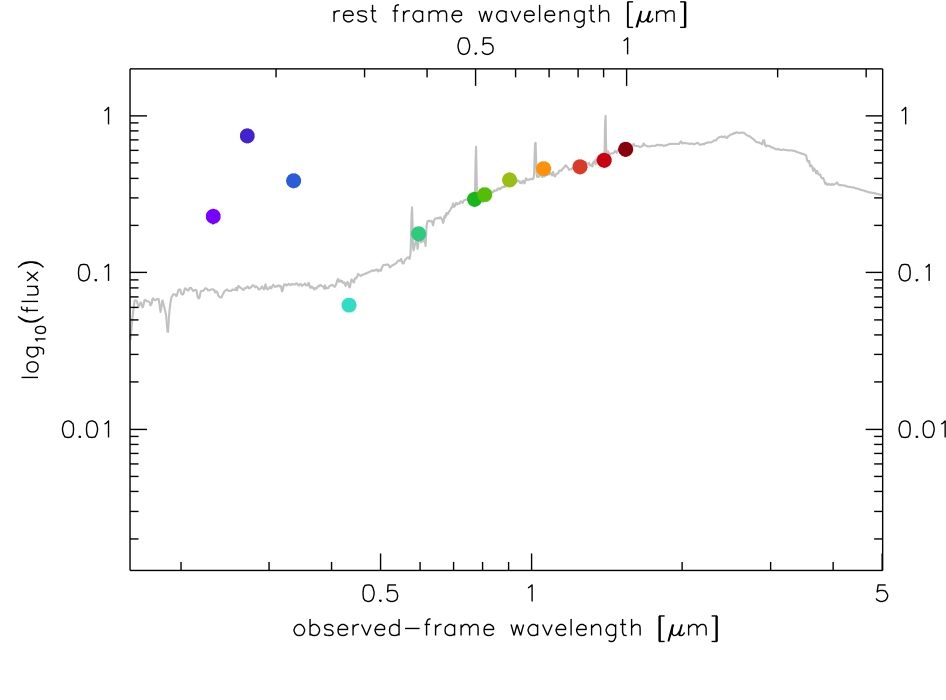 rest frame wavelength [μm]
0.5 1
1 1
0.1 0.1
log10(flux)
0.01 0.01
0.5 1 5
observed-frame wavelength [μm]